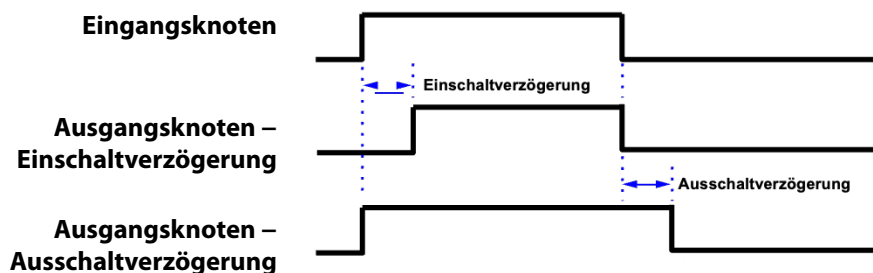 Eingangsknoten
Einschaltverzögerung
Ausgangsknoten –
Einschaltverzögerung
Ausschaltverzögerung
Ausgangsknoten –
Ausschaltverzögerung